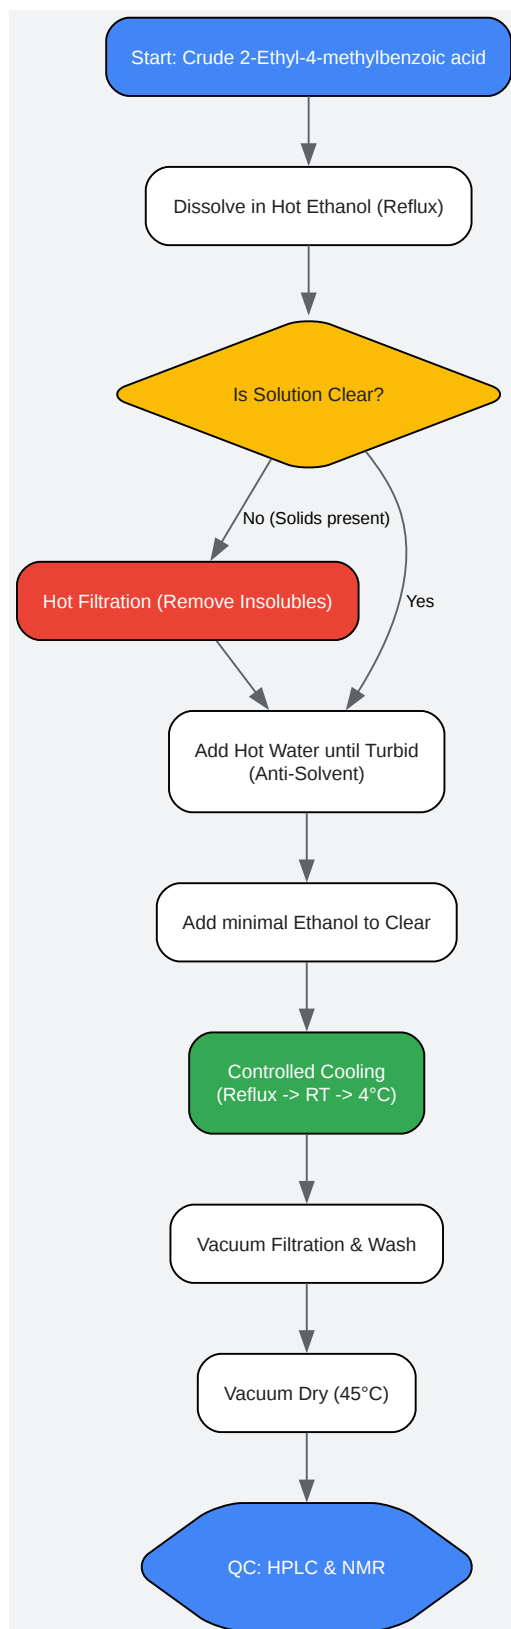 Start: Crude 2-Ethyl-4-methylbenzoic acid
Dissolve in Hot Ethanol (Reflux)
Is Solution Clear?
No (Solids present)
Hot Filtration (Remove Insolubles)
Yes
Add Hot Water until Turbid
(Anti-Solvent)
Add minimal Ethanol to Clear
Controlled Cooling
(Reflux -> RT -> 4°C)
Vacuum Filtration & Wash
Vacuum Dry (45°C)
QC: HPLC & NMR